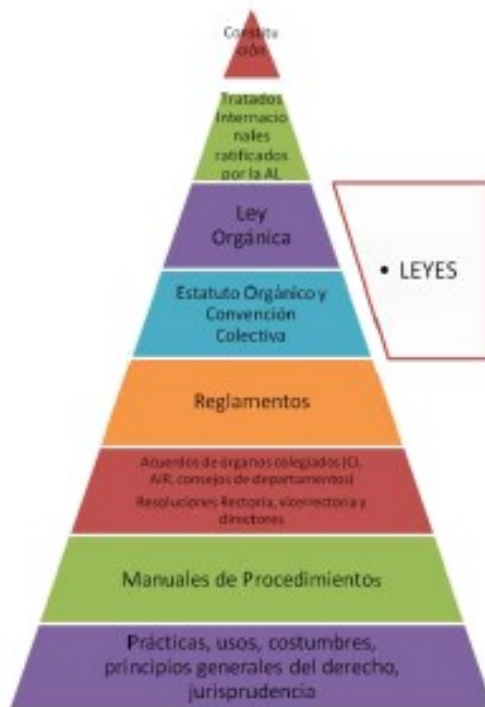 Constitu
ción
Tratados
Internacio
nales
ratificados
por la AL
Ley
Orgánica
• LEYES
Estatuto Orgánico y
Convención
Colectiva
Reglamentos
Acuerdos de órganos colegiados (CI,
AIR, consejos de departamentos)
Resoluciones Rectoría, vicerrectoria y
directores
Manuales de Procedimientos
Prácticas, usos, costumbres,
principios generales del derecho,
jurisprudencia